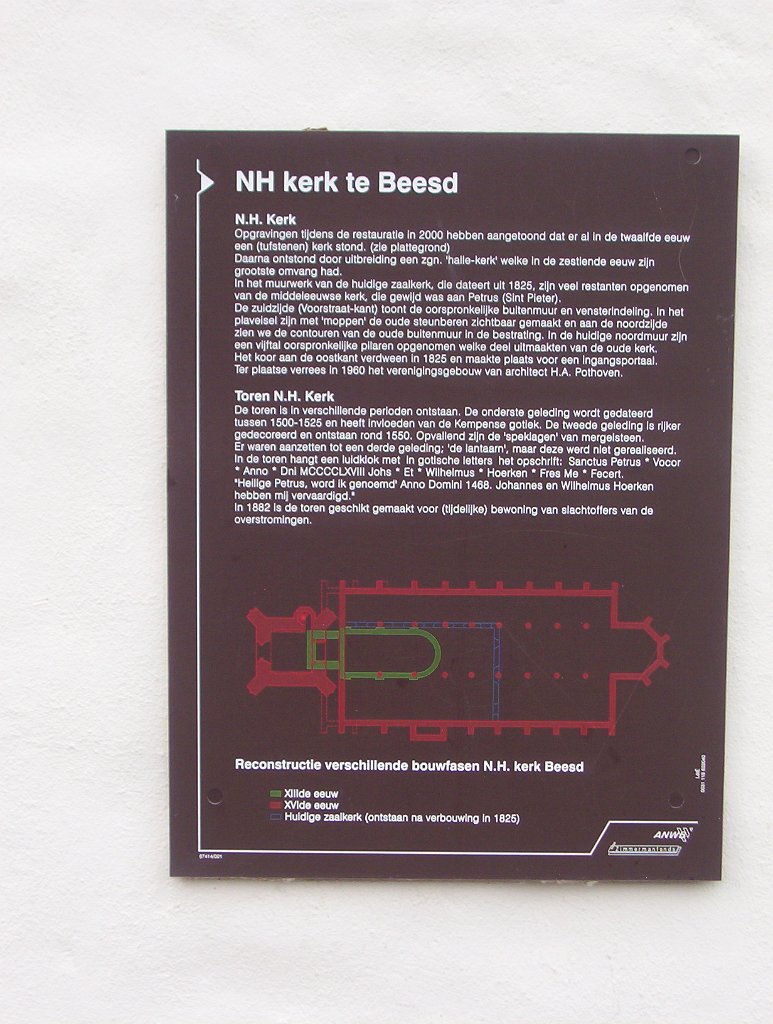 NH kerk te Beesd
N.H. Kerk
Opgravingen tijdens de restauratie in 2000 hebben aangetoond dat er al in de twaalfde eeuw
een (tufstenen) kerk stond. (zie plattegrond)
Daarna ontstond door uitbreiding een zgn. 'halle-kerk' welke in de zestiende eeuw zijn
grootste omvang had.
In het muurwerk van de huidige zaalkerk, die dateert uit 1825, zijn veel restanten opgenomen
van de middeleeuwse kerk, die gewijd was aan Petrus (Sint Pieter).
De zuidzijde (Voorstraat-kant) toont de oorspronkelijke buitenmuur en vensterindeling. In het
plaveisel zijn met 'moppen' de oude steunberen zichtbaar gemaakt en aan de noordzijde
zien we de contouren van de oude buitenmuur in de bestrating. In de huidige noordmuur zijn
een vijftal oorspronkelijke pilaren opgenomen welke deel uitmaakten van de oude kerk.
Het koor aan de oostkant verdween in 1825 en maakte plaats voor een ingangsportaal.
Ter plaatse verrees in 1960 het verenigingsgebouw van architect H.A. Pothoven.
Toren N.H. Kerk
De toren is in verschillende perioden ontstaan. De onderste geleding wordt gedateerd
tussen 1500-1525 en heeft invloeden van de Kempense gotiek. De tweede geleding is rijker
gedecoreerd en ontstaan rond 1550. Opvallend zijn de 'speklagen' van mergelsteen.
Er waren aanzetten tot een derde geleding; 'de lantaarn', maar deze werd niet gerealiseerd.
In de toren hangt een luidklok met in gotische letters het opschrift: Sanctus Petrus * Vocor
* Anno * Dni MCCCCLXVIII Johs * Et * Wilhelmus * Hoerken * Fres Me * Fecert.
"Heilige Petrus, word ik genoemd' Anno Domini 1468. Johannes en Wilhelmus Hoerken
hebben mij vervaardigd."
In 1882 is de toren geschikt gemaakt voor (tijdelijke) bewoning van slachtoffers van de
overstromingen.
Reconstructie verschillende bouwfasen N.H. kerk Beesd
XIIIde eeuw
XVIde eeuw
Huidige zaalkerk (ontstaan na verbouwing in 1825)
ANWB
67414/001